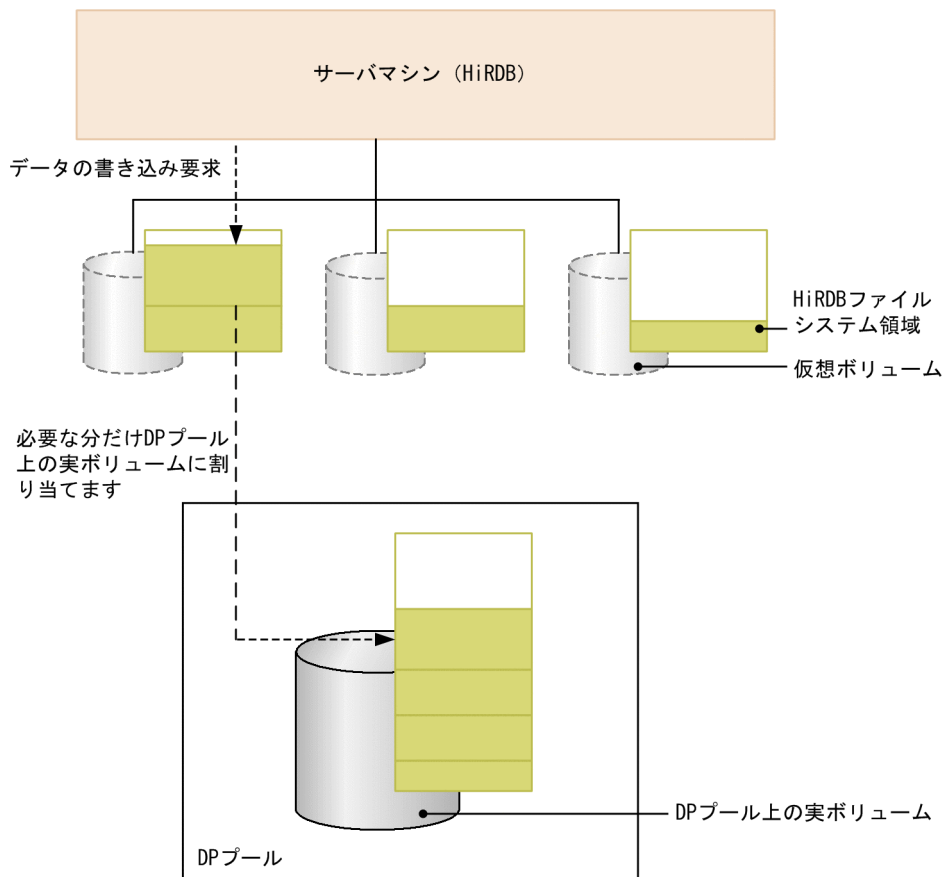 サーバマシン（HiRDB）
データの書き込み要求
HiRDBファイル
システム領域
仮想ボリューム
必要な分だけDPプール
上の実ボリュームに割
り当てます
DPプール上の実ボリューム
DPプール